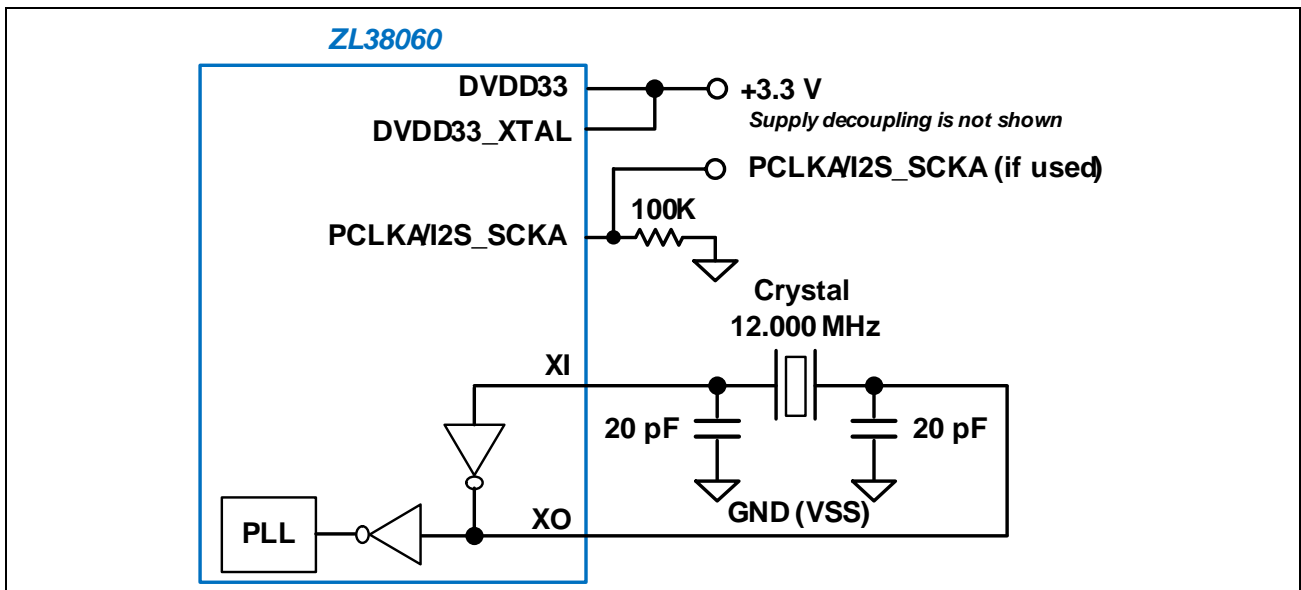 ZL38060
DVDD33
+3.3 V
DVDD33_XTAL
Supply decoupling is not shown
PCLKA/I2S_SCKA (if used)
100K
PCLKA/I2S_SCKA
Crystal
12.000 MHz
XI
20 pF
20 pF
GND (VSS)
XO
PLL